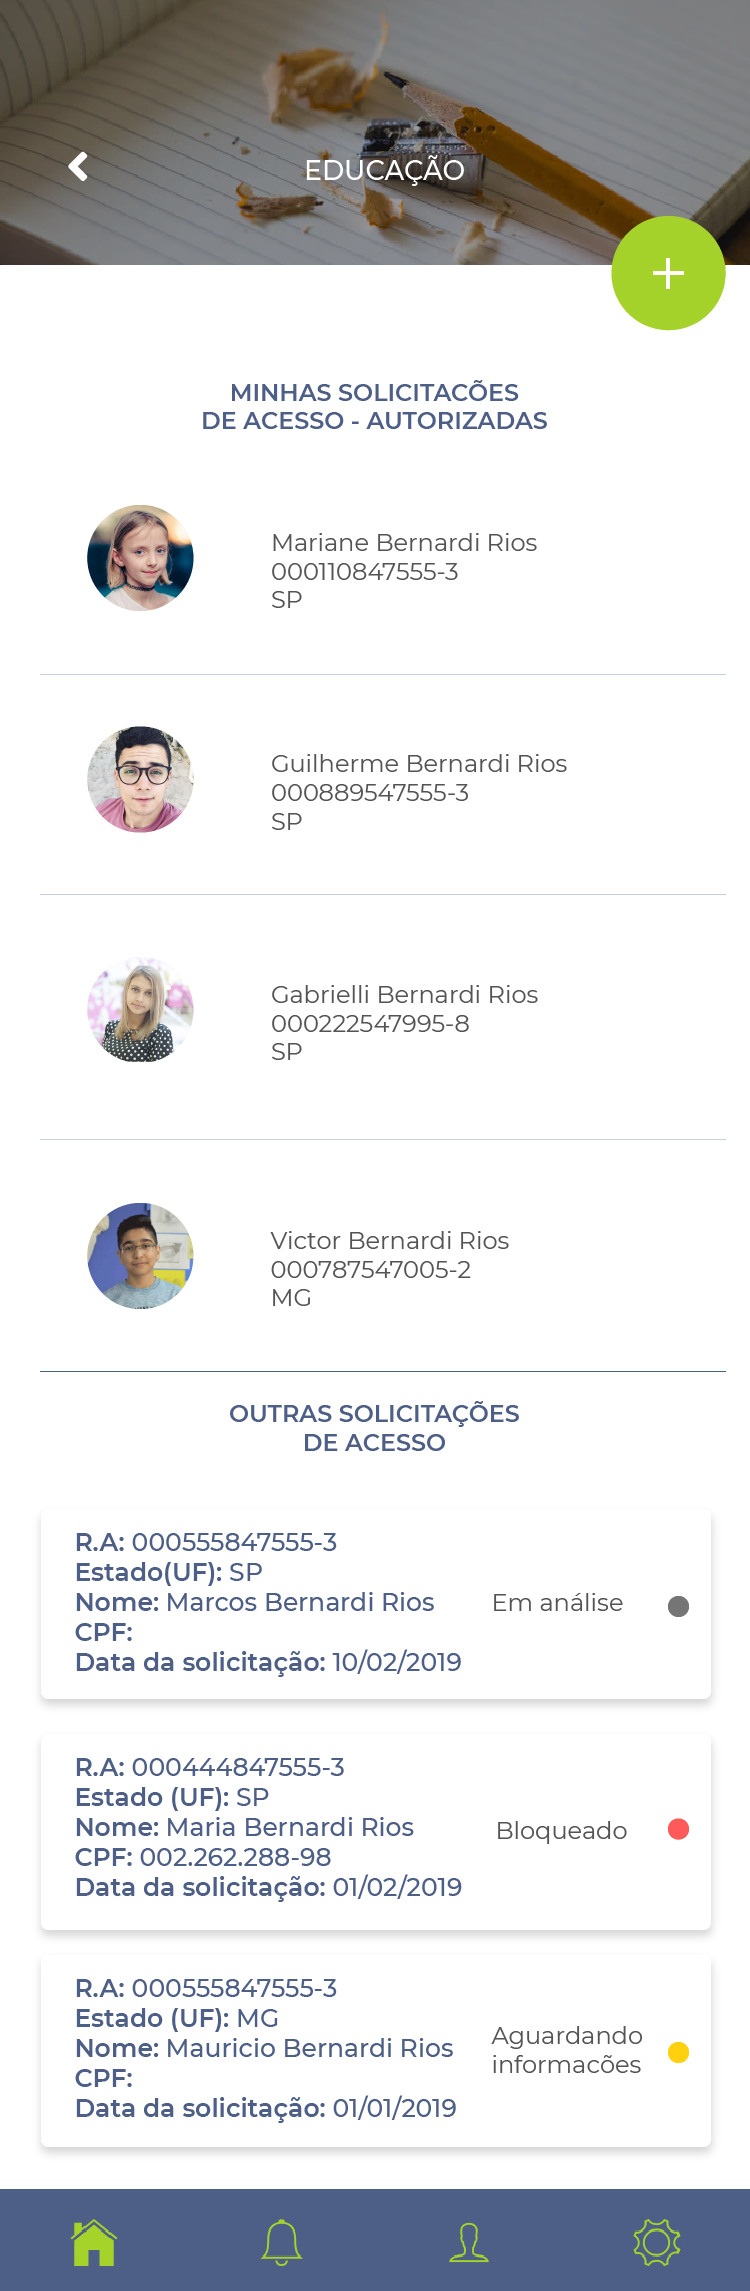 EDUCAÇÃO
MINHAS SOLICITACÕES
DE ACESSO - AUTORIZADAS
Mariane Bernardi Rios
000110847555-3
SP
Guilherme Bernardi Rios
000889547555-3
SP
Gabrielli Bernardi Rios
000222547995-8
SP
Victor Bernardi Rios
000787547005-2
MG
OUTRAS SOLICITAÇÕES
DE ACESSO
R.A: 000555847555-3
Estado(UF): SP
Nome: Marcos Bernardi Rios
CPF:
Data da solicitação: 10/02/2019
Em análise
R.A: 000444847555-3
Estado (UF): SP
Nome: Maria Bernardi Rios
CPF: 002.262.288-98
Data da solicitação: 01/02/2019
Bloqueado
R.A: 000555847555-3
Estado (UF): MG
Nome: Mauricio Bernardi Rios
CPF:
Data da solicitação: 01/01/2019
Aguardando
informacões